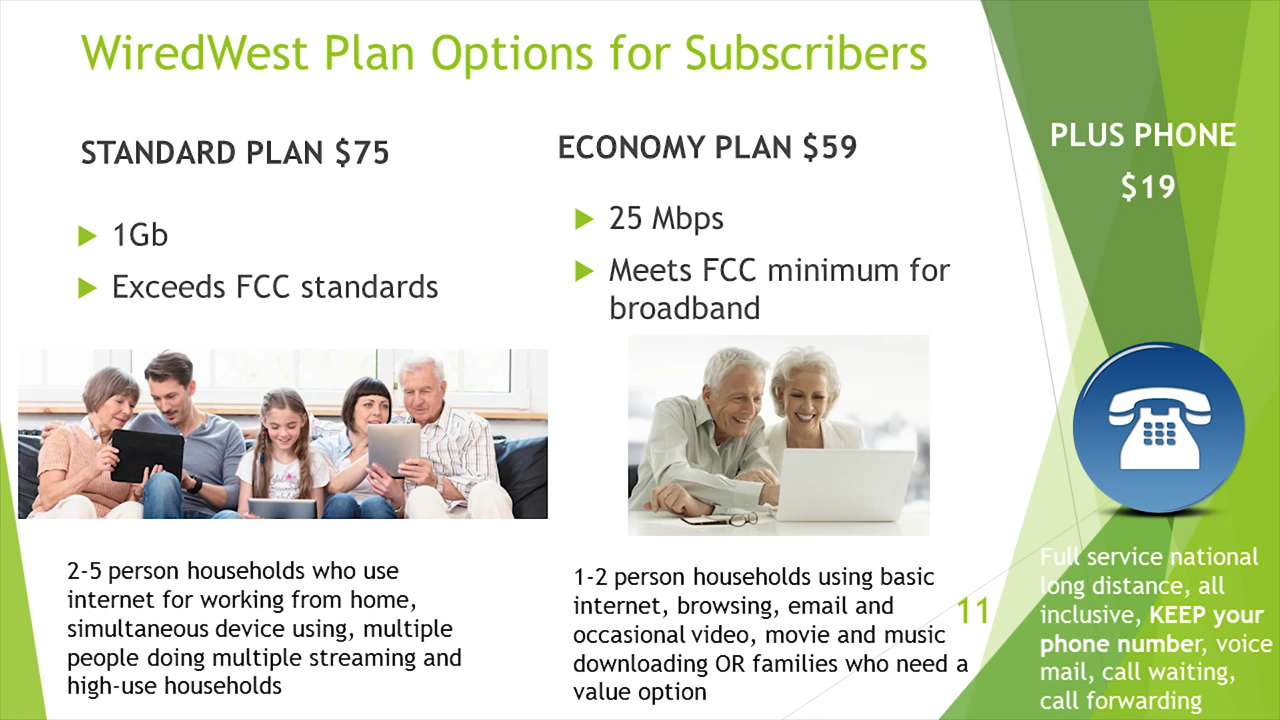 WiredWest Plan Options for Subscribers
STANDARD PLAN $75
1Gb
Exceeds FCC standards
2-5 person households who use
internet for working from home,
simultaneous device using, multiple
people doing multiple streaming and
high-use households
ECONOMY PLAN $59
25 Mbps
Meets FCC minimum for
broadband
1-2 person households using basic
internet, browsing, email and
occasional video, movie and music
downloading OR families who need a
value option
11
PLUS PHONE
$19
Full service national
long distance, all
inclusive, KEEP your
phone number, voice
mail, call waiting,
call forwarding